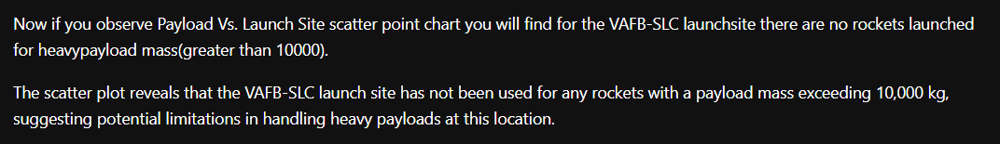 Now if you observe Payload Vs. Launch Site scatter point chart you will find for the VAFB-SLC launchsite there are no rockets launched
for heavypayload mass(greater than 10000).
The scatter plot reveals that the VAFB-SLC launch site has not been used for any rockets with a payload mass exceeding 10,000 kg,
suggesting potential limitations in handling heavy payloads at this location.